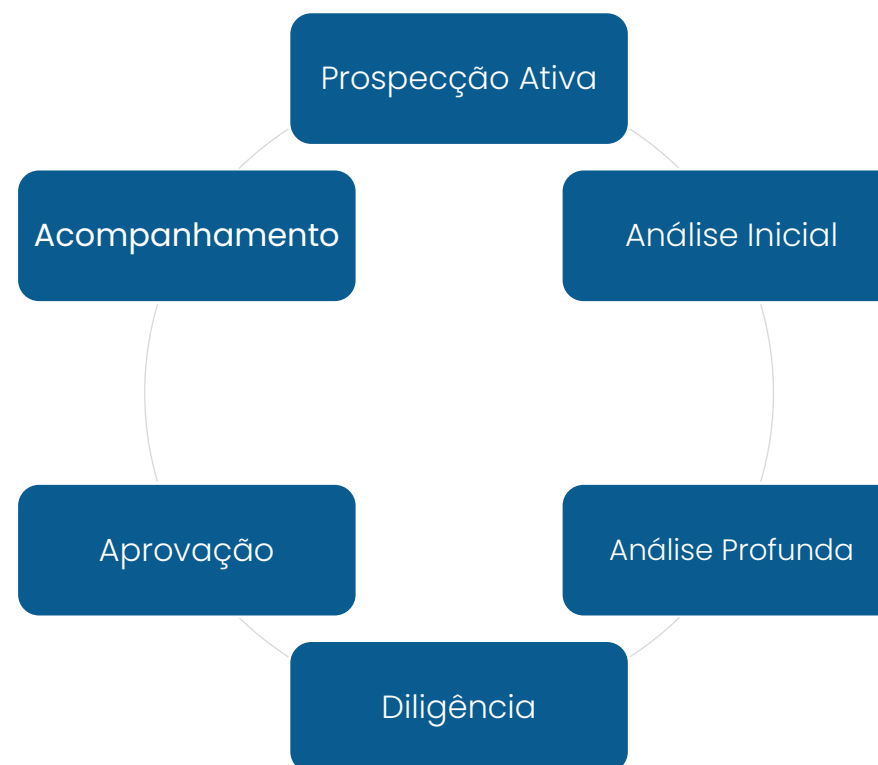 Prospecção Ativa
Acompanhamento
Análise Inicial
Aprovação
Análise Profunda
Diligência